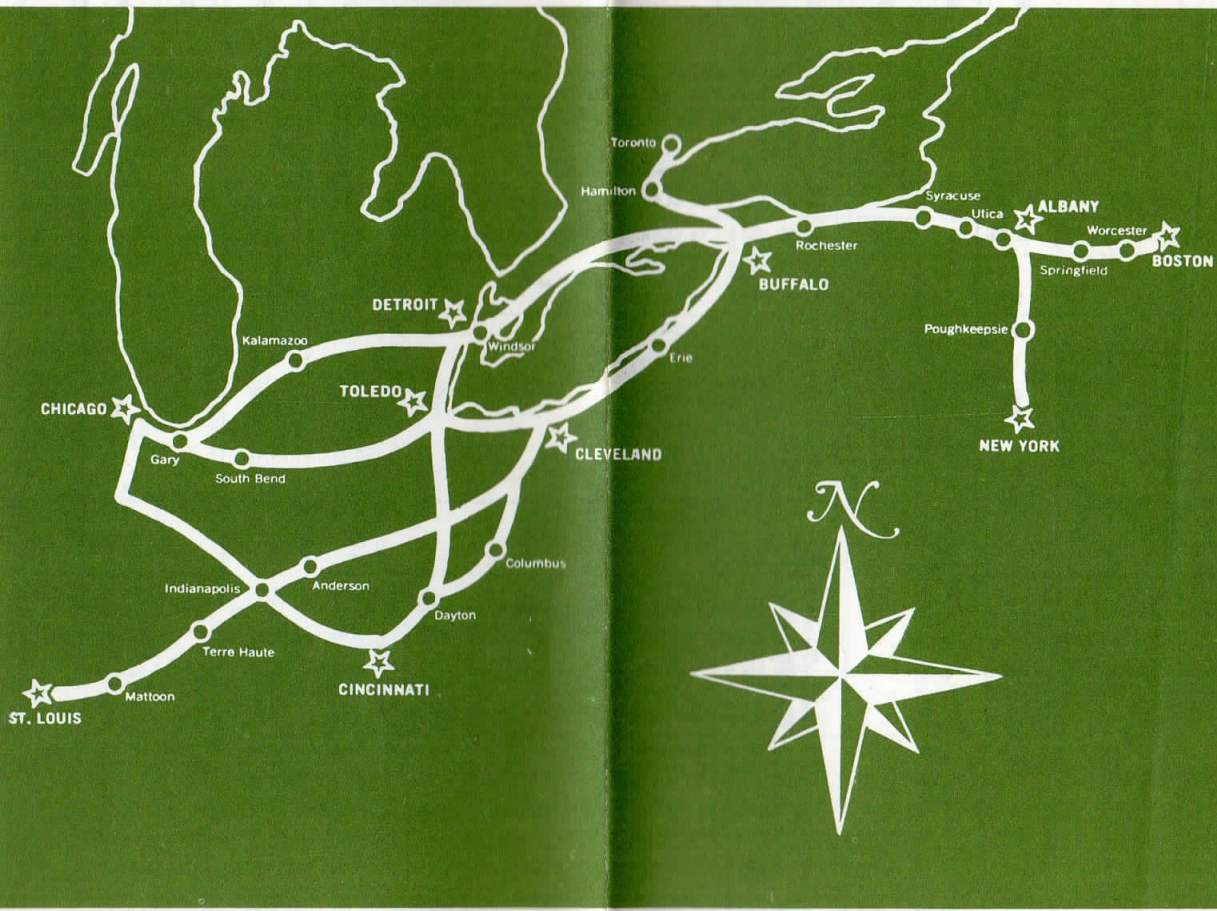 Toronto
Hamilton
Syracuse
Utica
ALBANY
Worcester
BOSTON
Rochester
Springfield
BUFFALO
DETROIT
Windsor
Poughkeepsie
Kalamazoo
Erie
TOLEDO
CHICAGO
CLEVELAND
NEW YORK
Gary
South Bend
N
Columbus
Indianapolis
Anderson
Dayton
Terre Haute
CINCINNATI
Mattoon
ST. LOUIS